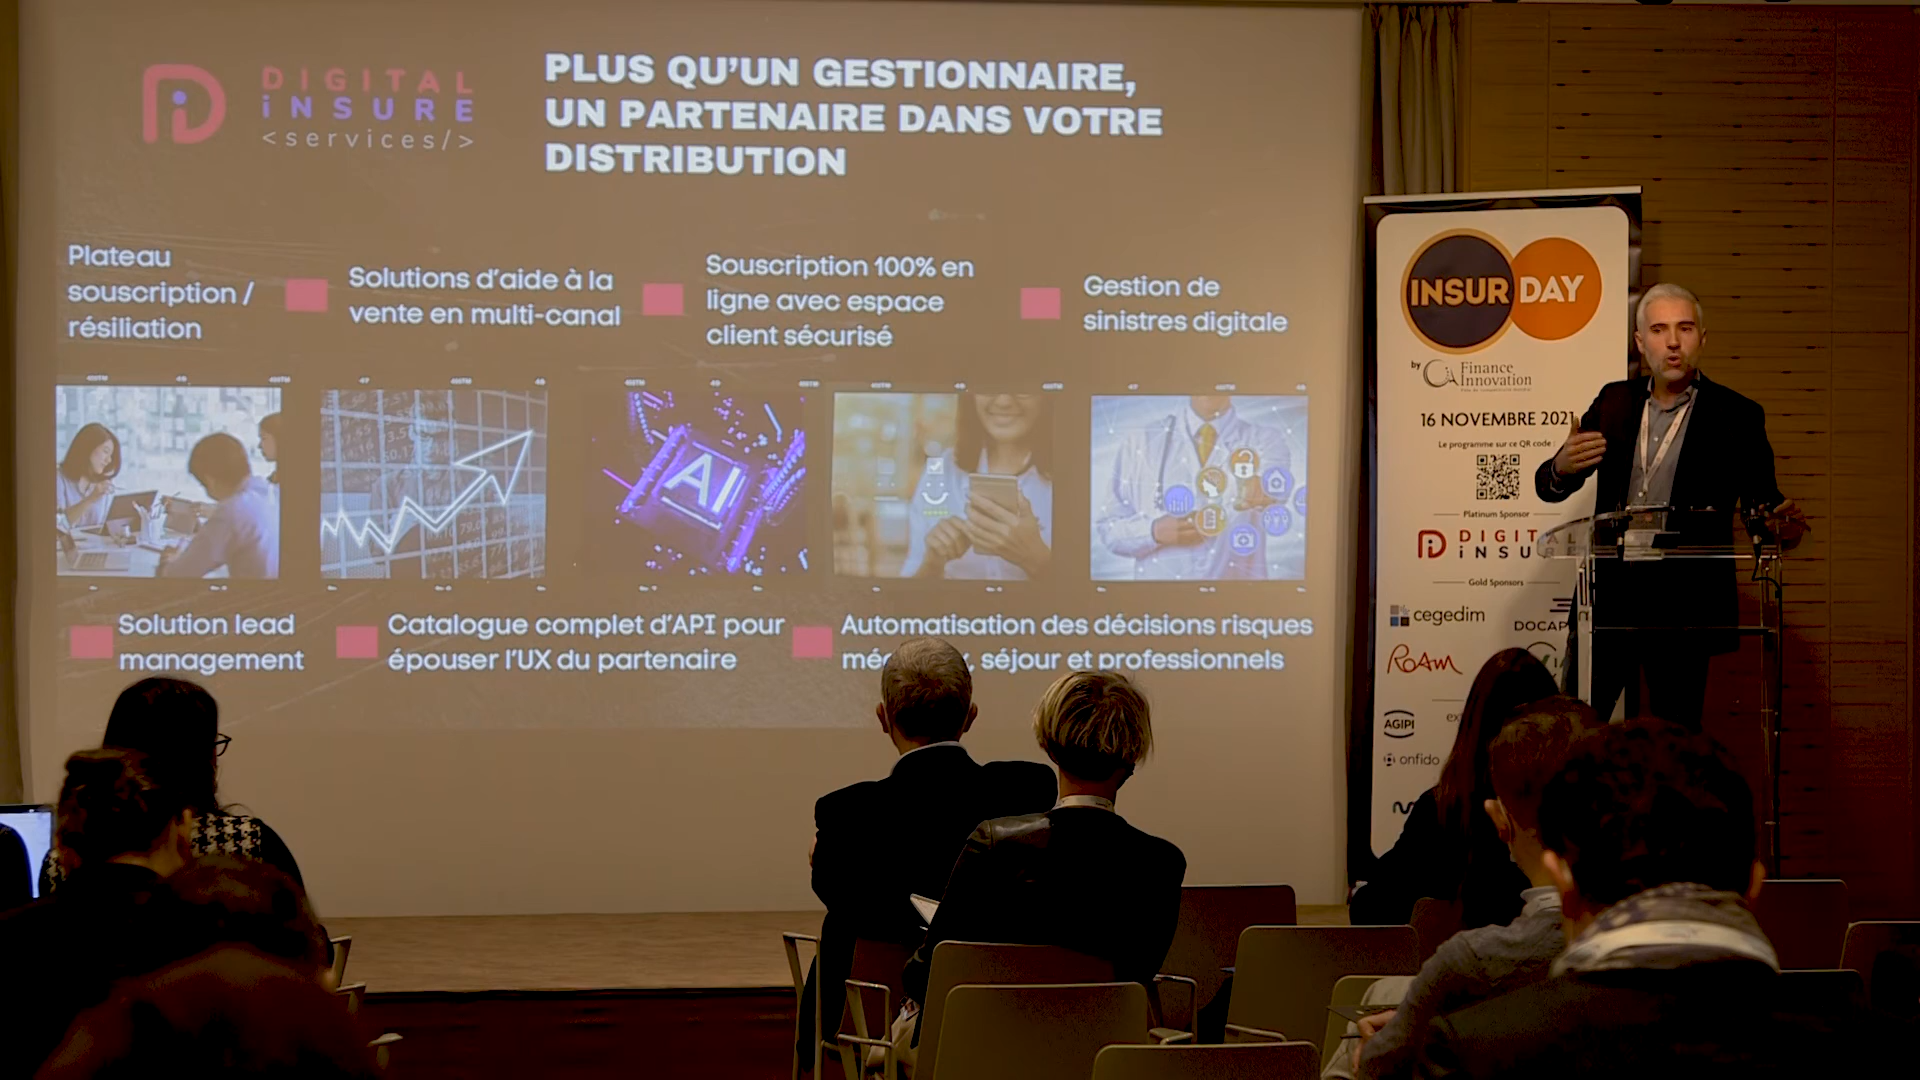 DIGITAL
iNSURE
<services/>
PLUS QU'UN GESTIONNAIRE,
UN PARTENAIRE DANS VOTRE
DISTRIBUTION
Plateau
souscription /
résiliation
Solutions d'aide à la
vente en multi-canal
Souscription 100% en
ligne avec espace
client sécurisé
Gestion de
sinistres digitale
AI
Solution lead
management
Catalogue complet d'API pour
épouser l'UX du partenaire
Automatisation des décisions risques
séjour et professionnels
INSUR DAY
by Finance
Innovation
16 NOVEMBRE 2021
Le programme sur ce QR code :
Platinum Sponsor
DIGITAL
iNSURE
Gold Sponsors
cegedim
ROAM
AGIPI
onfido